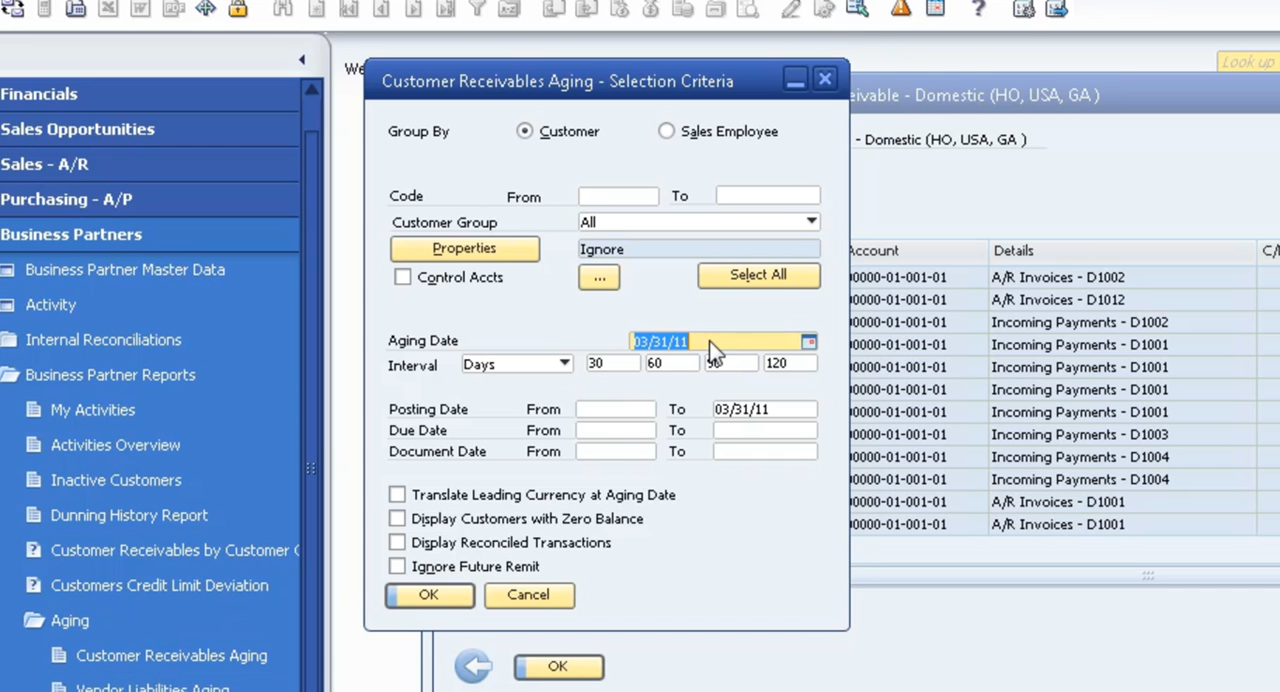 We
Look up
Financials
Sales Opportunities
Sales - A/R
Purchasing - A/P
Business Partners
Business Partner Master Data
Activity
Internal Reconciliations
Business Partner Reports
My Activities
Activities Overview
Inactive Customers
Dunning History Report
Customer Receivables by Customer
Customers Credit Limit Deviation
Aging
Customer Receivables Aging
Vendor Liabilities Aging
Customer Receivables Aging - Selection Criteria
Group By Customer Sales Employee
Code From To
Customer Group All
Properties Ignore
Control Accts ... Select All
Aging Date 03/31/11
Interval Days 30 60 90 120
Posting Date From To 03/31/11
Due Date From To
Document Date From To
Translate Leading Currency at Aging Date
Display Customers with Zero Balance
Display Reconciled Transactions
Ignore Future Remit
OK Cancel
eivable - Domestic (HO, USA, GA )
- Domestic (HO, USA, GA )
Account Details C/
00000-01-001-01 A/R Invoices - D1002
00000-01-001-01 A/R Invoices - D1012
00000-01-001-01 Incoming Payments - D1002
00000-01-001-01 Incoming Payments - D1001
00000-01-001-01 Incoming Payments - D1001
00000-01-001-01 Incoming Payments - D1001
00000-01-001-01 Incoming Payments - D1001
00000-01-001-01 Incoming Payments - D1003
00000-01-001-01 Incoming Payments - D1004
00000-01-001-01 Incoming Payments - D1004
00000-01-001-01 A/R Invoices - D1001
00000-01-001-01 A/R Invoices - D1001
OK